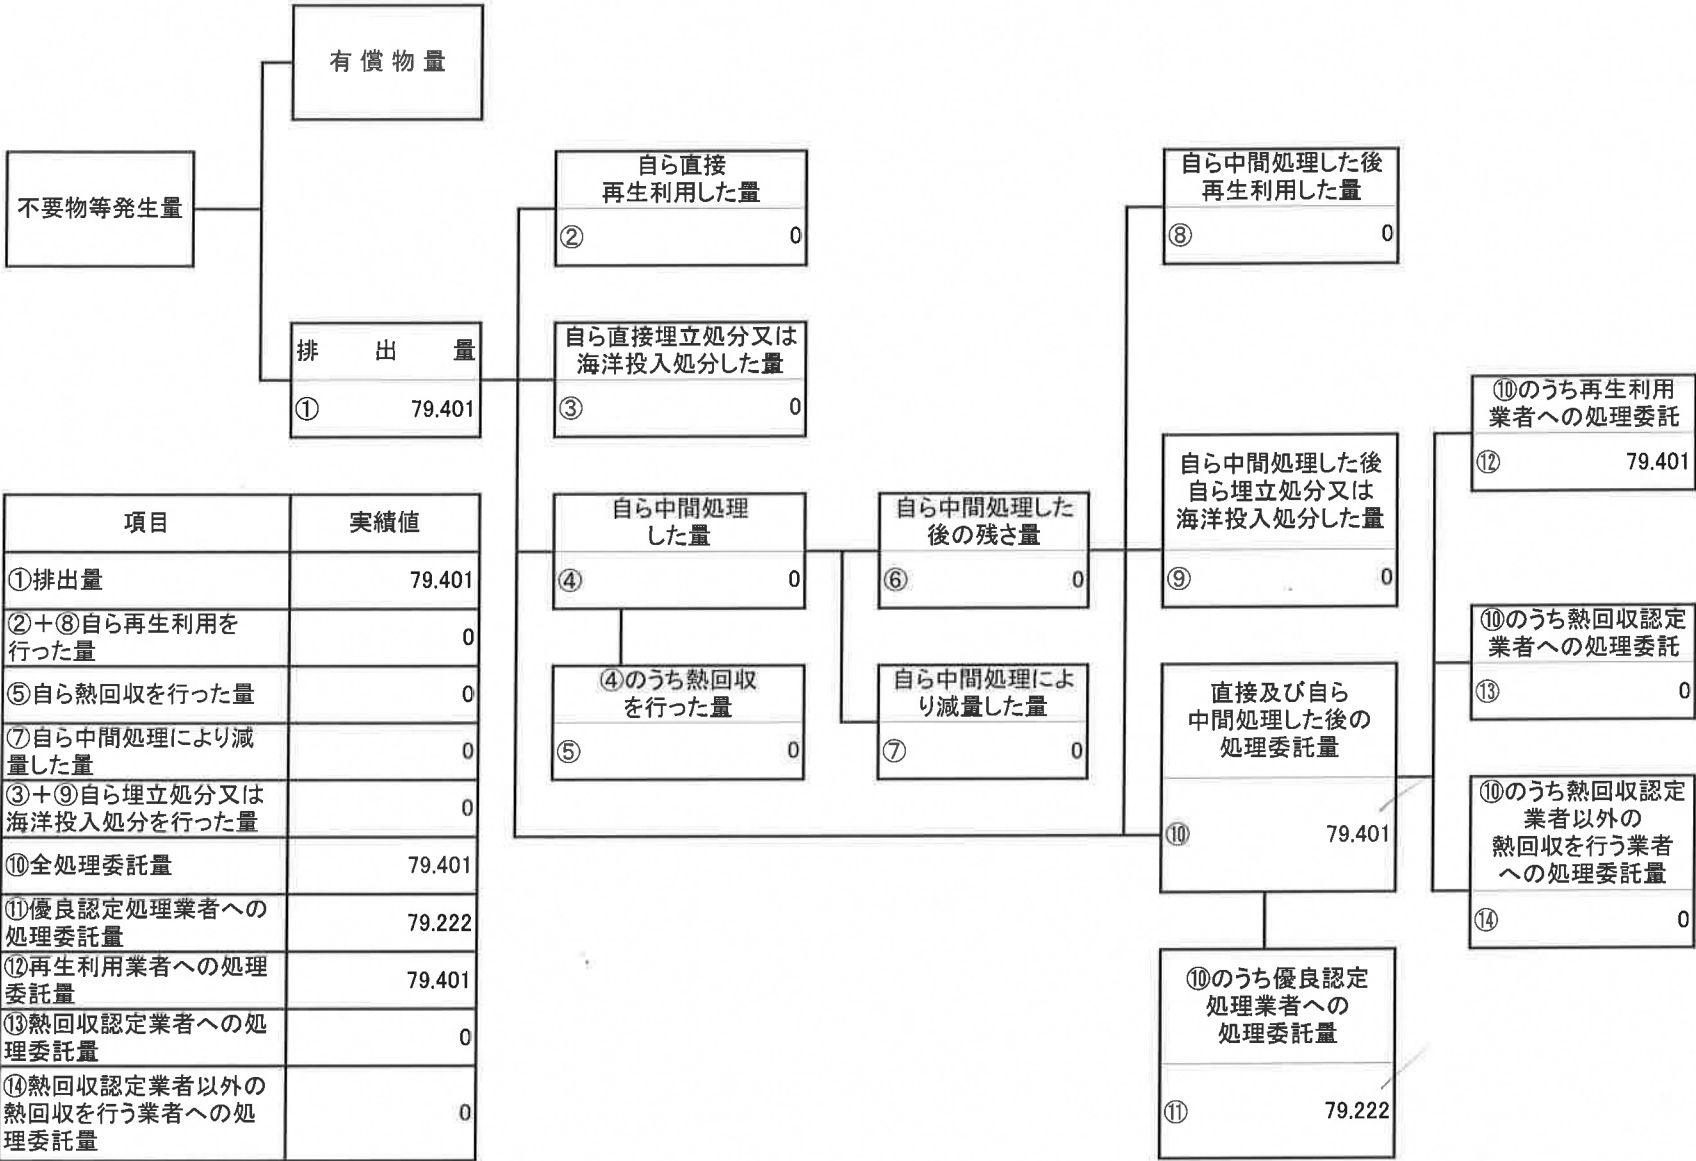 有償物量
不要物等発生量
排出量
① 79.401
自ら直接
再生利用した量
② 0
自ら直接埋立処分又は
海洋投入処分した量
③ 0
自ら中間処理
した量
④ 0
④のうち熱回収
を行った量
⑤ 0
自ら中間処理した
後の残さ量
⑥ 0
自ら中間処理によ
り減量した量
⑦ 0
自ら中間処理した後
再生利用した量
⑧ 0
自ら中間処理した後
自ら埋立処分又は
海洋投入処分した量
⑨ 0
直接及び自ら
中間処理した後の
処理委託量
⑩ 79.401
⑩のうち優良認定
処理業者への
処理委託量
⑪ 79.222
⑩のうち再生利用
業者への処理委託
⑫ 79.401
⑩のうち熱回収認定
業者への処理委託
⑬ 0
⑩のうち熱回収認定
業者以外の
熱回収を行う業者
への処理委託量
⑭ 0
項目 実績値
①排出量 79.401
②＋⑧自ら再生利用を
行った量 0
⑤自ら熱回収を行った量 0
⑦自ら中間処理により減
量した量 0
③＋⑨自ら埋立処分又は
海洋投入処分を行った量 0
⑩全処理委託量 79.401
⑪優良認定処理業者への
処理委託量 79.222
⑫再生利用業者への処理
委託量 79.401
⑬熱回収認定業者への処
理委託量 0
⑭熱回収認定業者以外の
熱回収を行う業者への処
理委託量 0